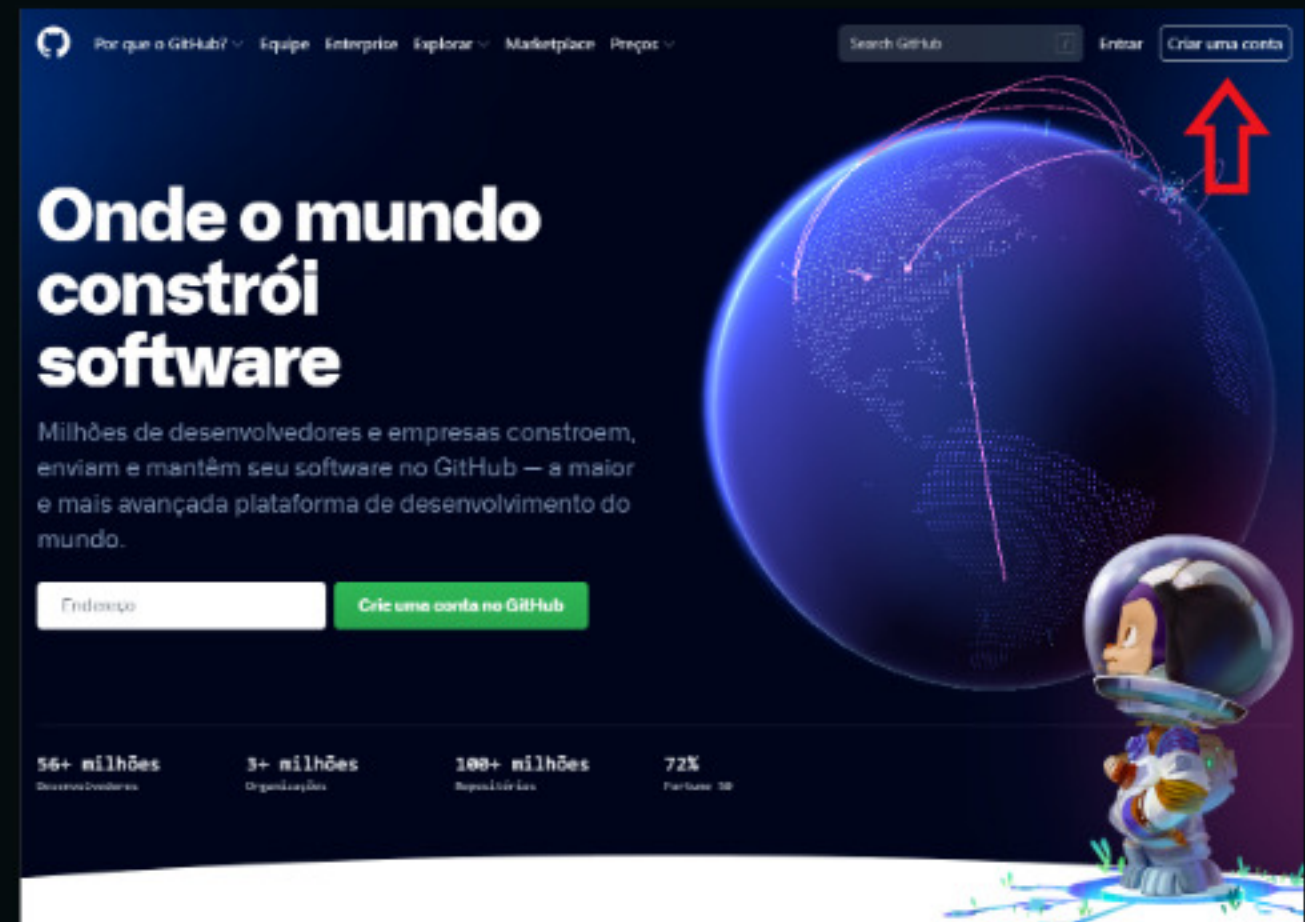 Por que o GitHub? Equipe Enterprise Explorar Marketplace Preços Search GitHub / Entrar Criar uma conta
Onde o mundo
constrói
software
Milhões de desenvolvedores e empresas constroem,
enviam e mantêm seu software no GitHub — a maior
e mais avançada plataforma de desenvolvimento do
mundo.
Endereço Crie uma conta no GitHub
56+ milhões 3+ milhões 100+ milhões 72%
Desenvolvedores Organizações Repositórios Fortune 50